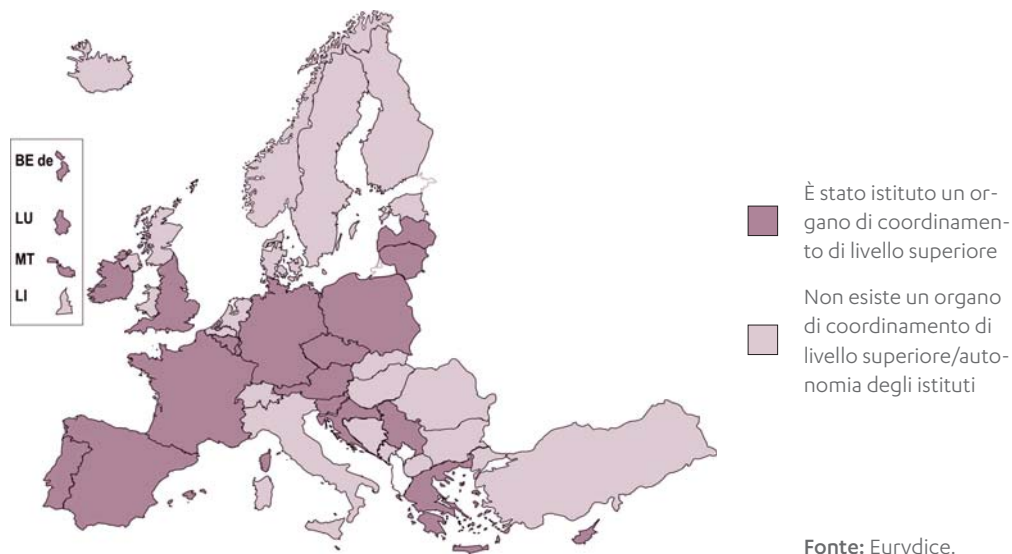 BE de
LU
MT
LI
È stato istituto un or-
gano di coordinamen-
to di livello superiore
Non esiste un organo
di coordinamento di
livello superiore/auto-
nomia degli istituti
Fonte: Eurydice.